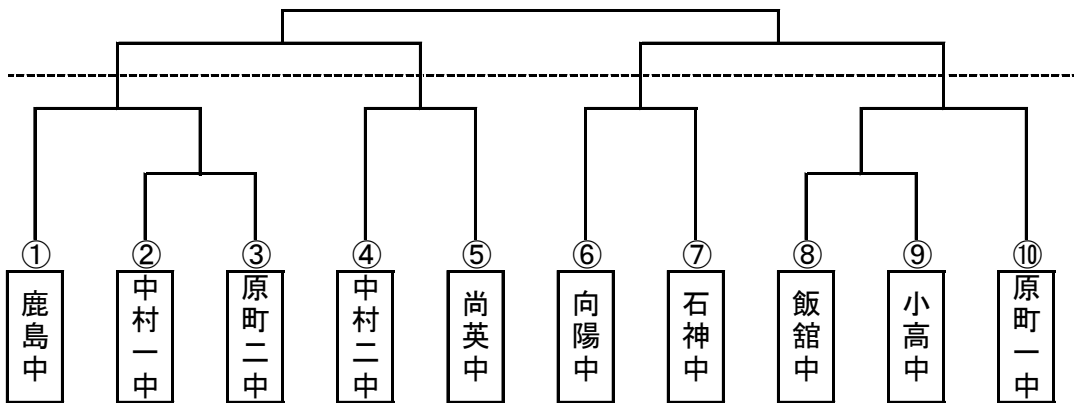 ① 鹿島中
② 中村一中
③ 原町二中
④ 中村二中
⑤ 尚英中
⑥ 向陽中
⑦ 石神中
⑧ 飯舘中
⑨ 小高中
⑩ 原町一中